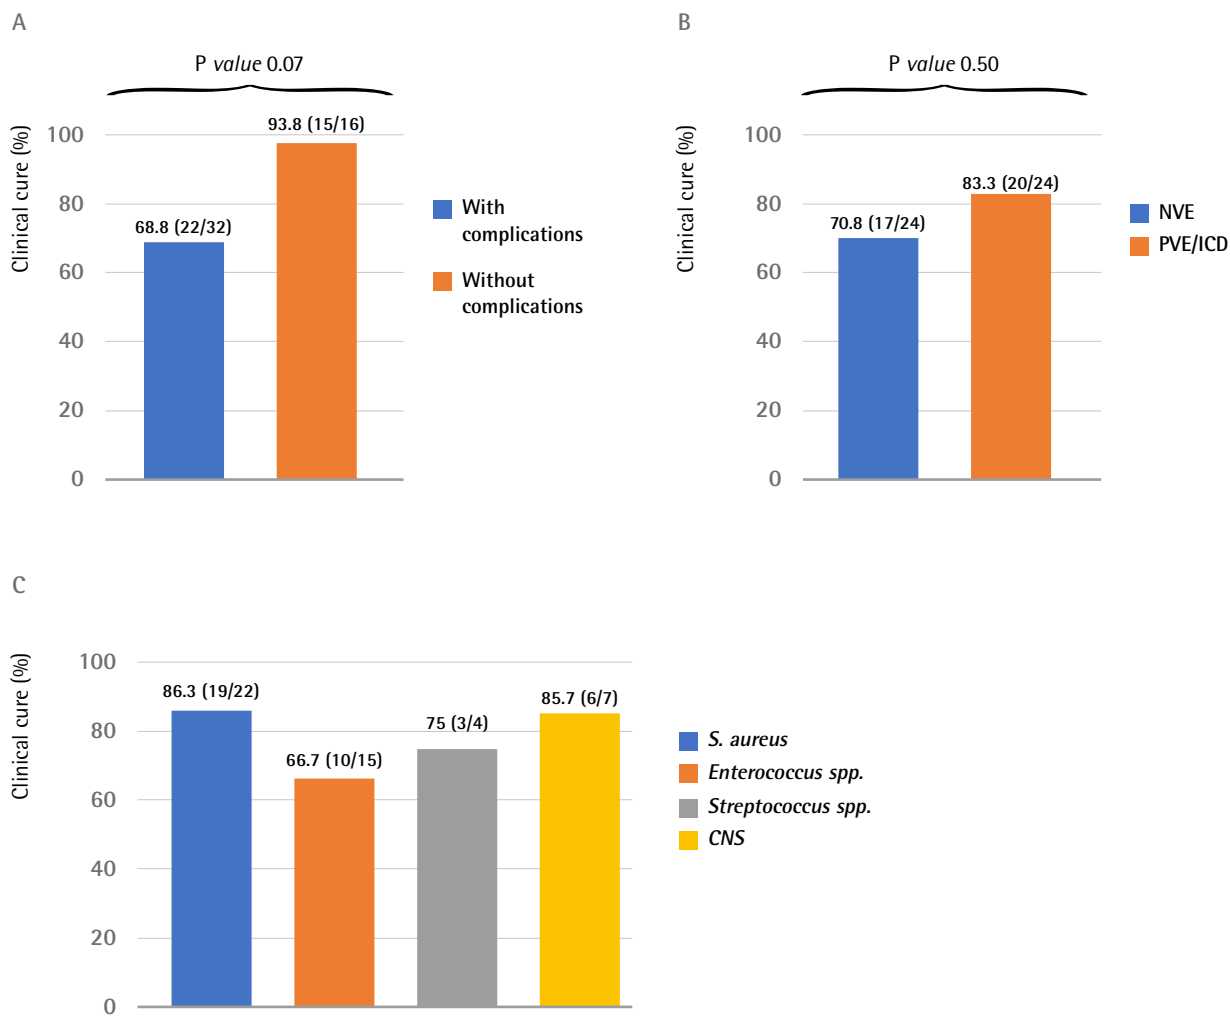 A
P value 0.07
Clinical cure (%)
100
80
60
40
20
0
68.8 (22/32)
93.8 (15/16)
With
complications
Without
complications
B
P value 0.50
Clinical cure (%)
100
80
60
40
20
0
70.8 (17/24)
83.3 (20/24)
NVE
PVE/ICD
C
Clinical cure (%)
100
80
60
40
20
0
86.3 (19/22)
66.7 (10/15)
75 (3/4)
85.7 (6/7)
S. aureus
Enterococcus spp.
Streptococcus spp.
CNS